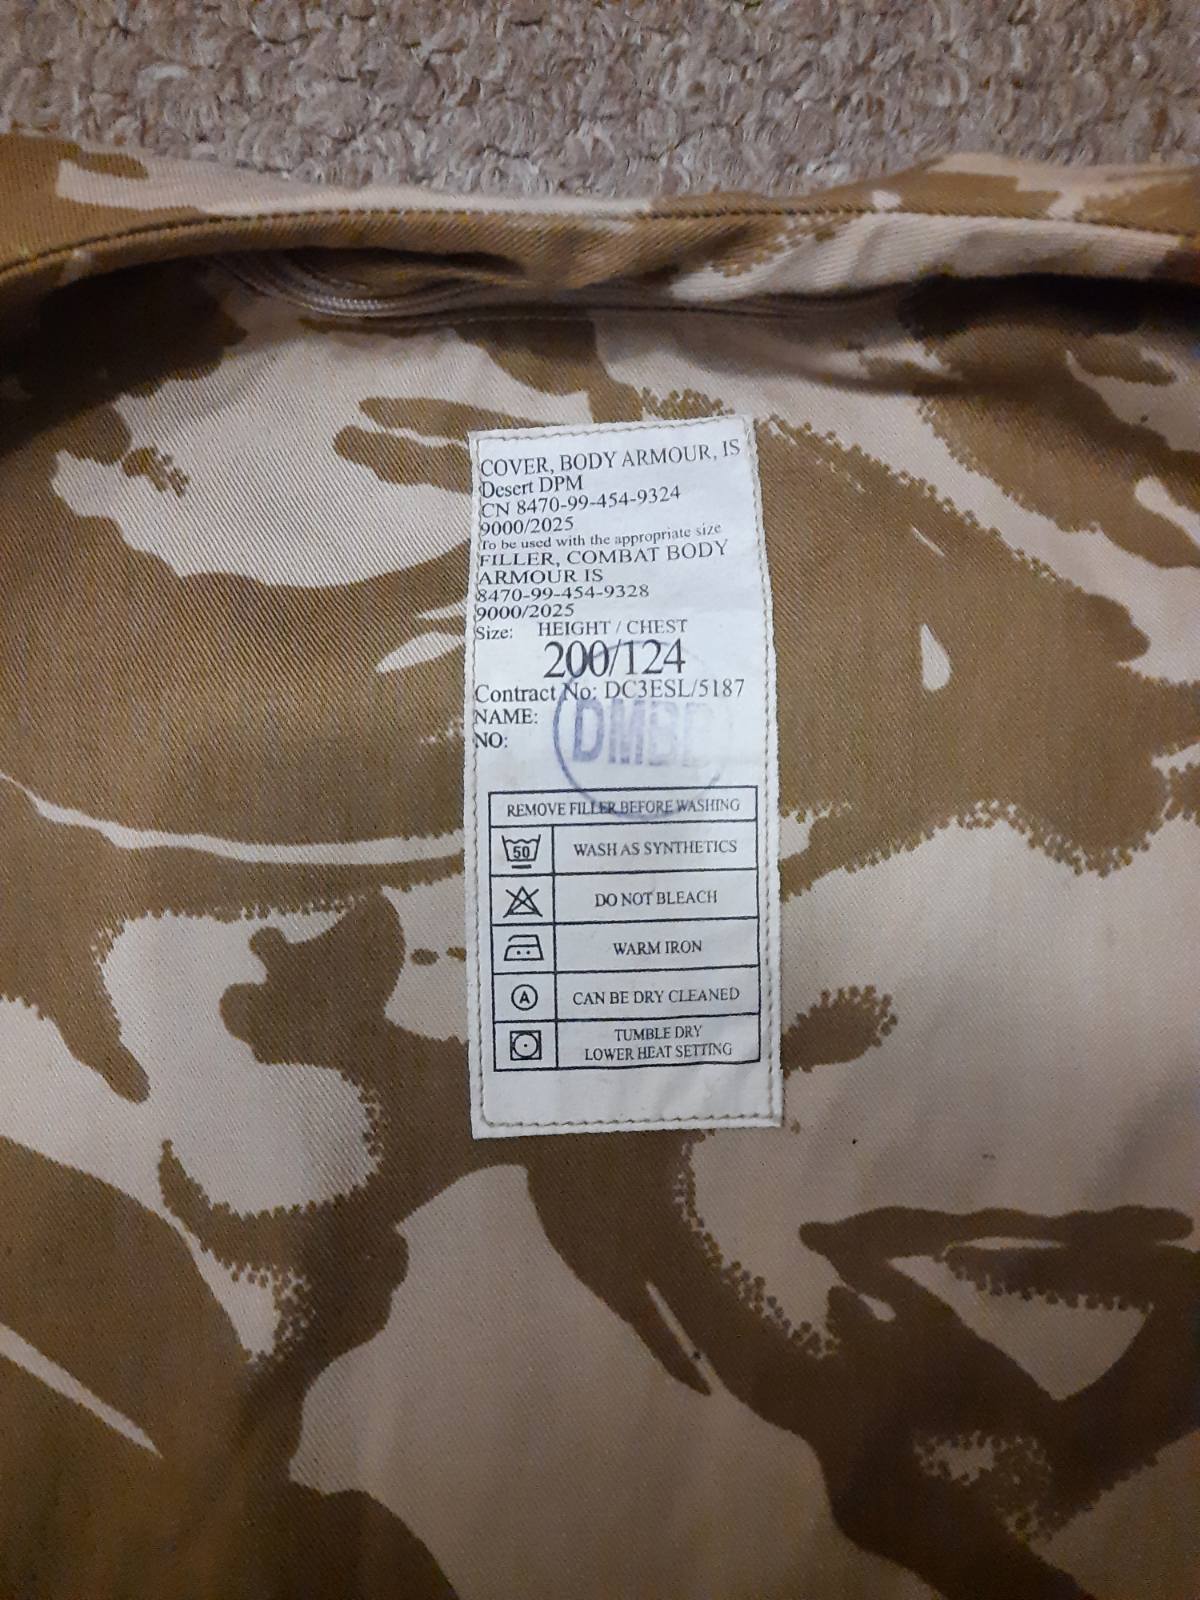 COVER, BODY ARMOUR, IS
Desert DPM
CN 8470-99-454-9324
9000/2025
To be used with the appropriate size
FILLER, COMBAT BODY
ARMOUR IS
8470-99-454-9328
9000/2025
Size: HEIGHT / CHEST
200/124
Contract No: DC3ESL/5187
NAME:
NO:
REMOVE FILLER BEFORE WASHING
50 WASH AS SYNTHETICS
DO NOT BLEACH
WARM IRON
A CAN BE DRY CLEANED
TUMBLE DRY
LOWER HEAT SETTING